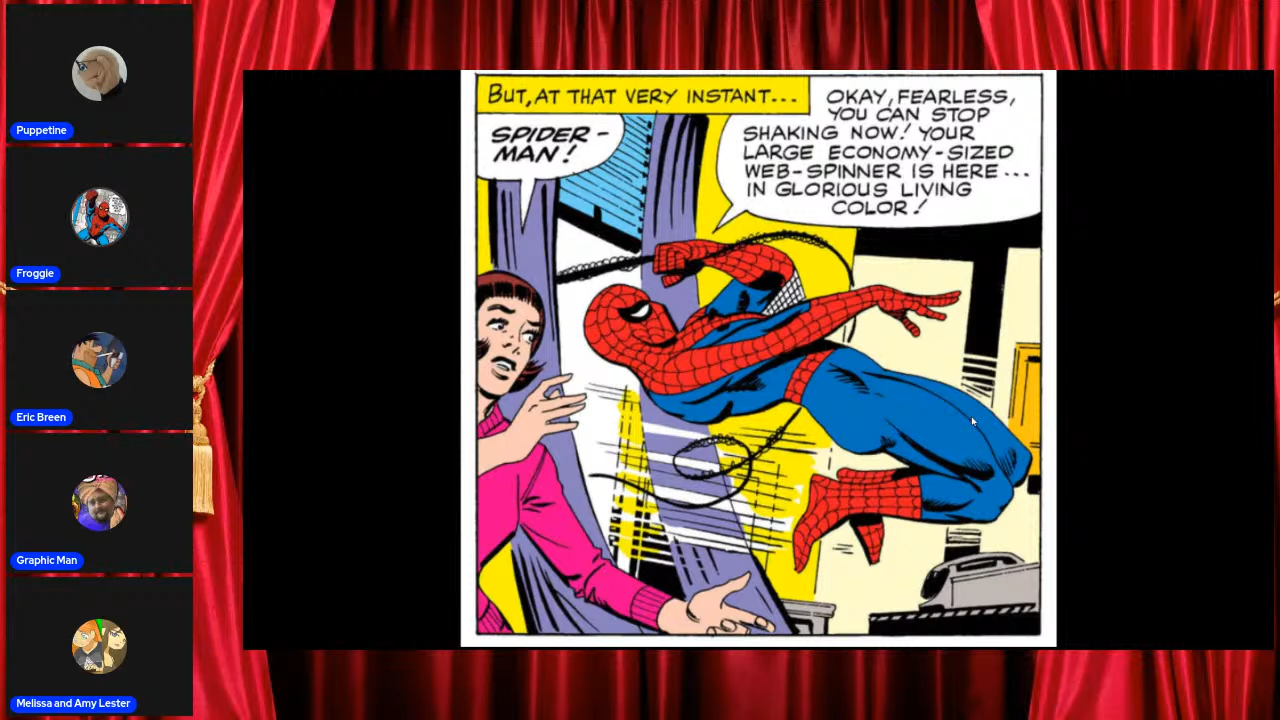 Puppetine
Froggie
Eric Breen
Graphic Man
Melissa and Amy Lester
BUT, AT THAT VERY INSTANT...
SPIDER-
MAN!
OKAY, FEARLESS,
YOU CAN STOP
SHAKING NOW! YOUR
LARGE ECONOMY-SIZED
WEB-SPINNER IS HERE...
IN GLORIOUS LIVING
COLOR!